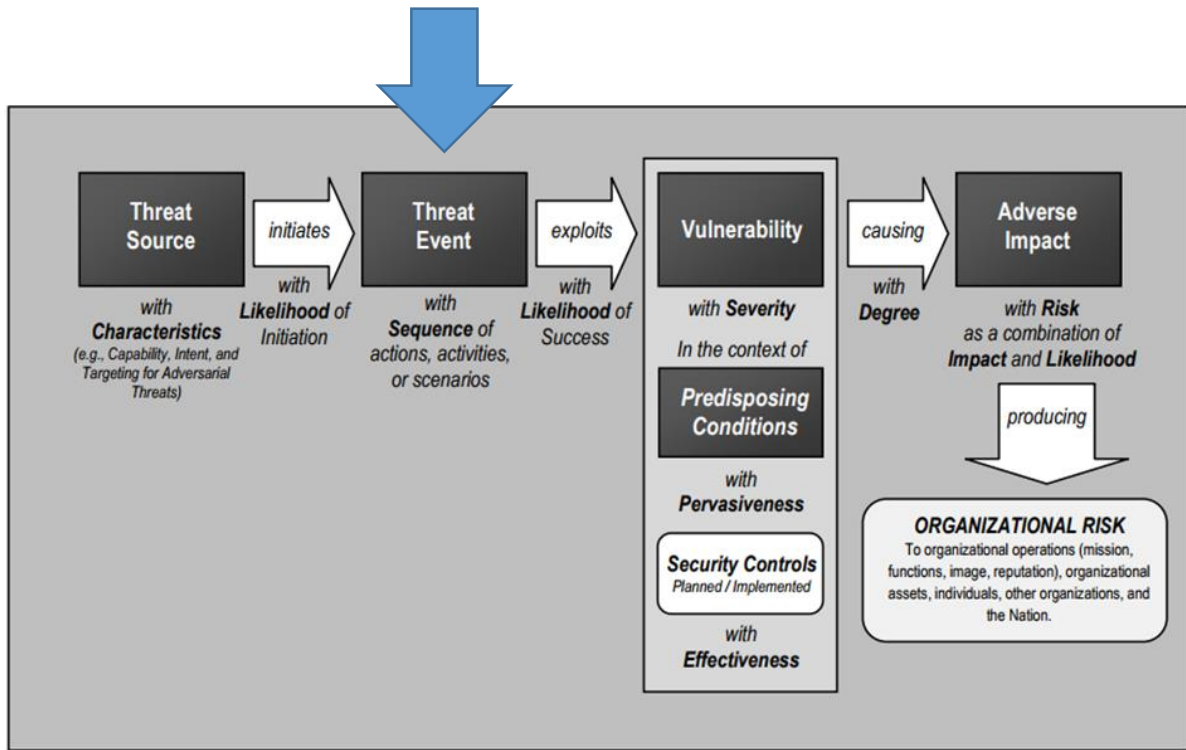 Threat
Source
with
Characteristics
(e.g., Capability, Intent, and
Targeting for Adversarial
Threats)
initiates
with
Likelihood of
Initiation
Threat
Event
with
Sequence of
actions, activities,
or scenarios
exploits
with
Likelihood of
Success
Vulnerability
with Severity
In the context of
Predisposing
Conditions
with
Pervasiveness
Security Controls
Planned / Implemented
with
Effectiveness
causing
with
Degree
Adverse
Impact
with Risk
as a combination of
Impact and Likelihood
producing
ORGANIZATIONAL RISK
To organizational operations (mission,
functions, image, reputation), organizational
assets, individuals, other organizations, and
the Nation.